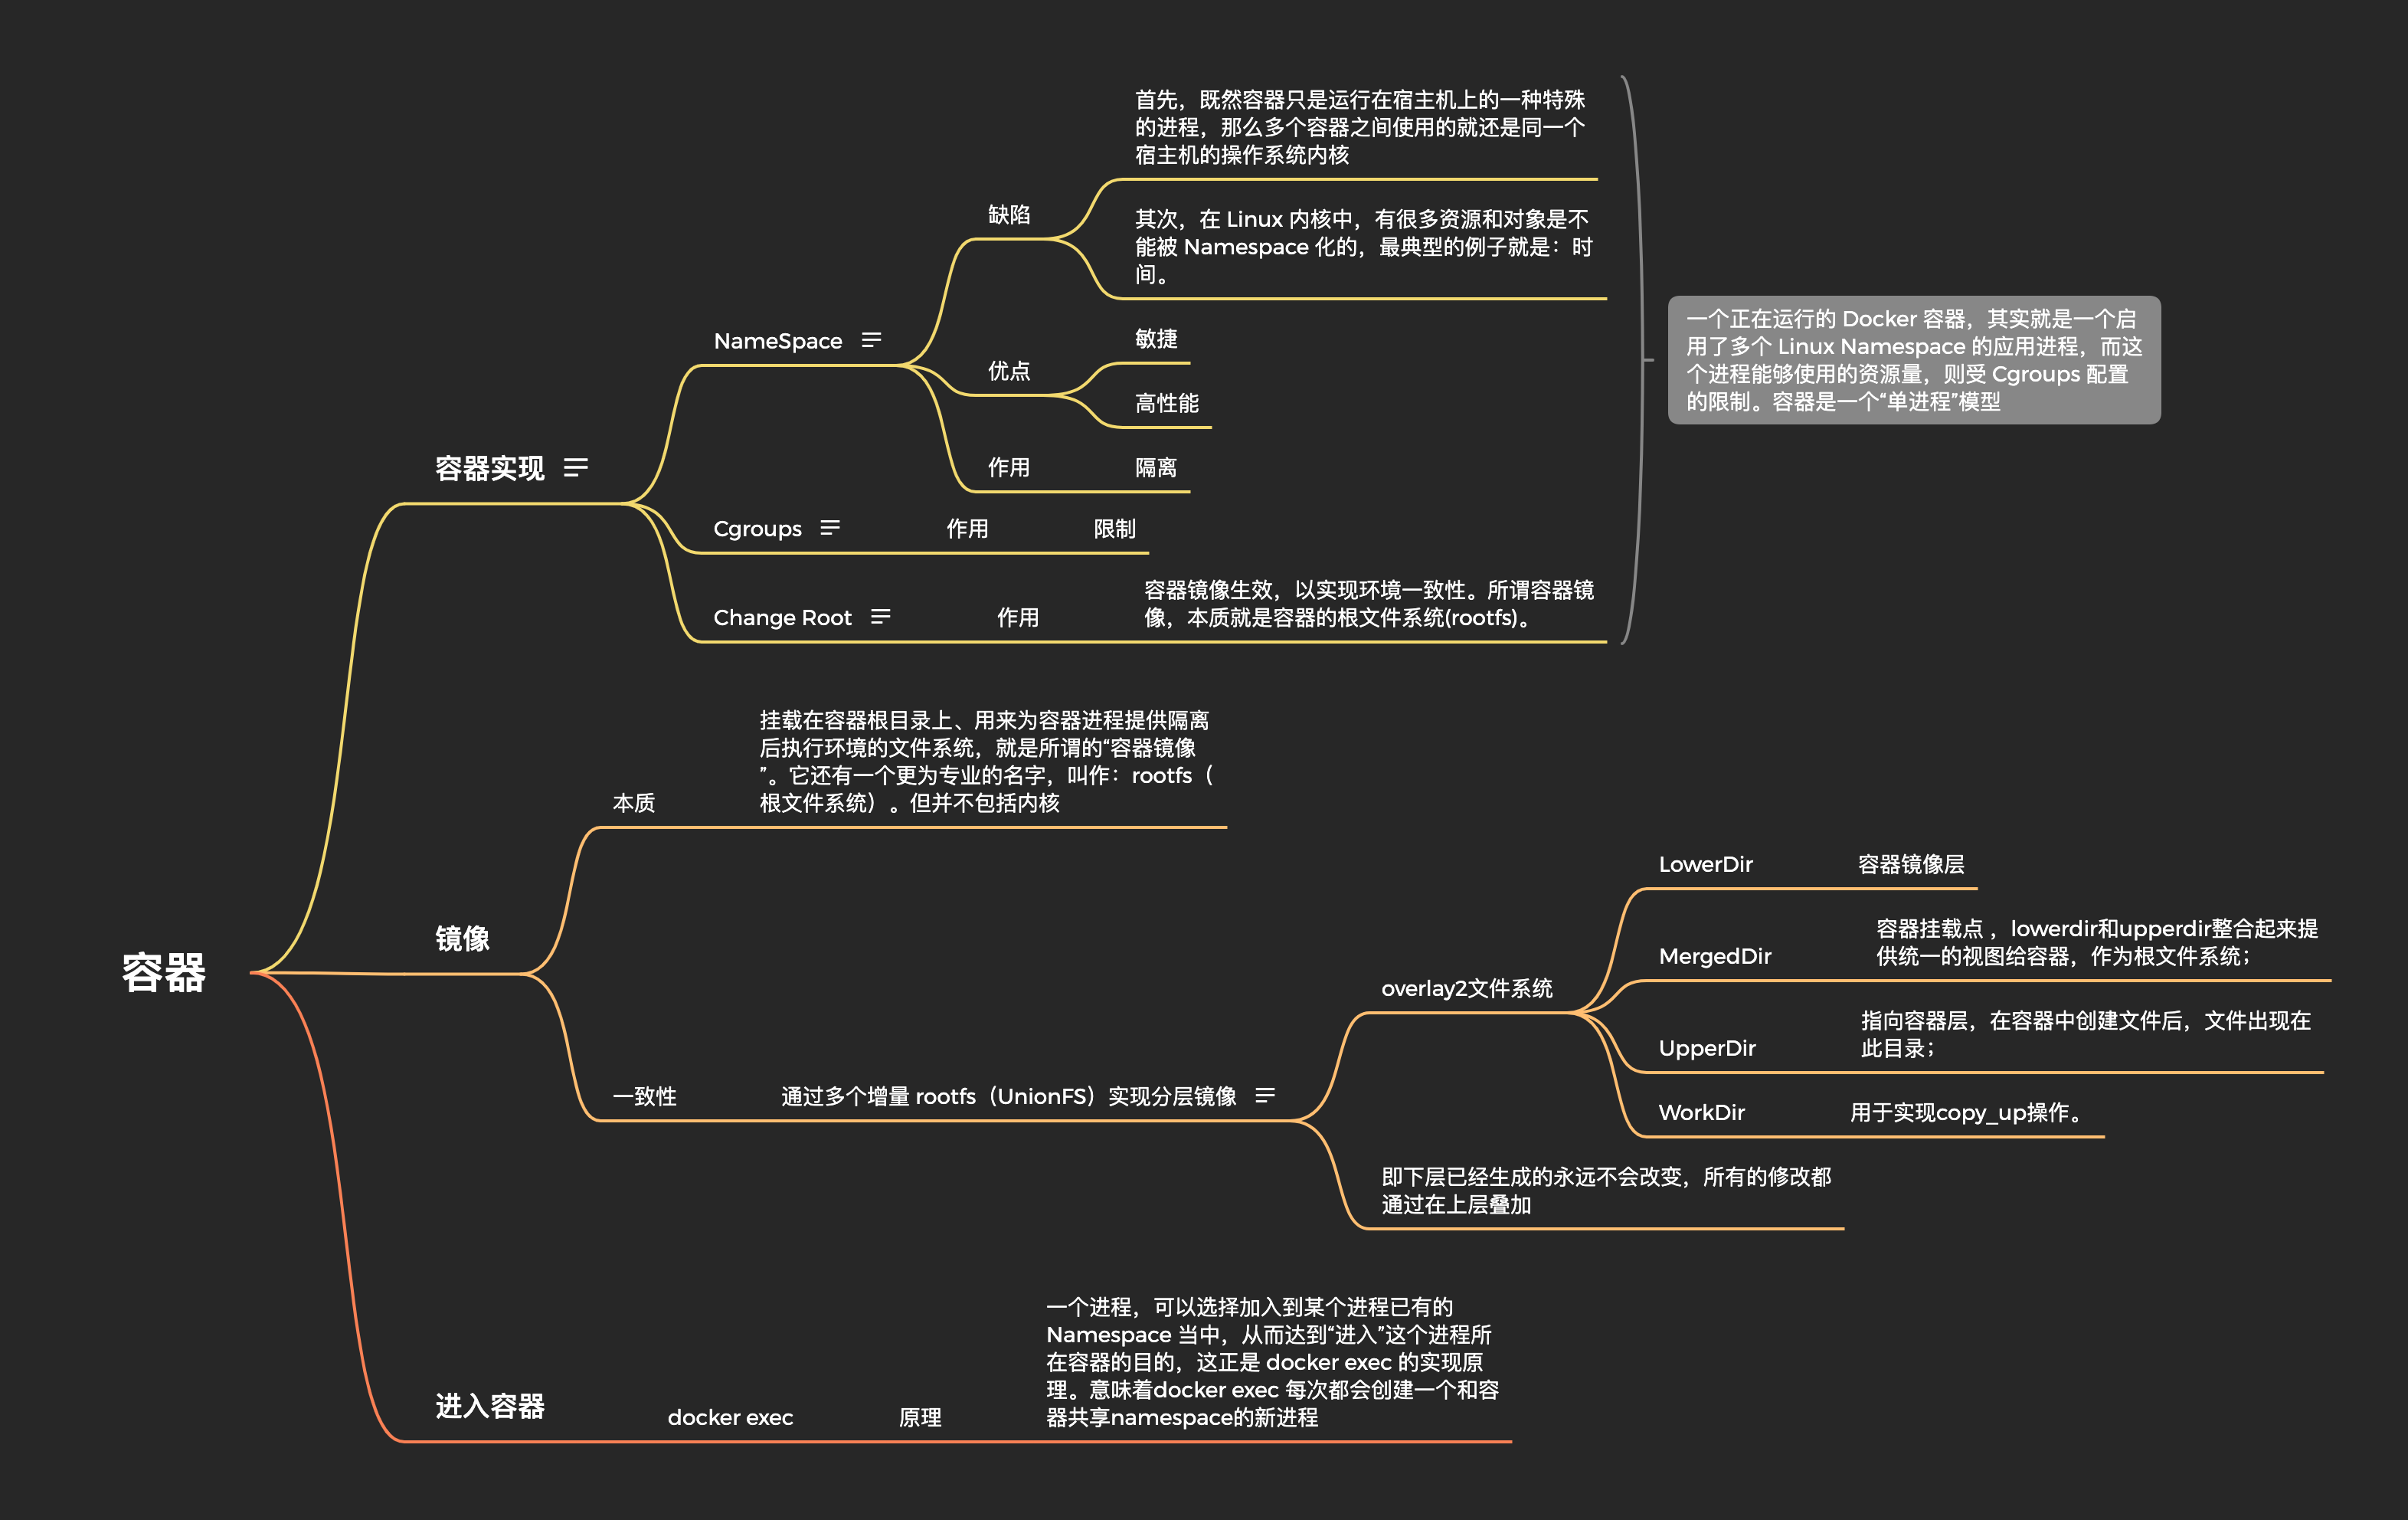 容器
容器实现
NameSpace
缺陷
首先，既然容器只是运行在宿主机上的一种特殊
的进程，那么多个容器之间使用的就还是同一个
宿主机的操作系统内核
其次，在 Linux 内核中，有很多资源和对象是不
能被 Namespace 化的，最典型的例子就是：时
间。
优点
敏捷
高性能
作用
隔离
Cgroups
作用
限制
Change Root
作用
容器镜像生效，以实现环境一致性。所谓容器镜
像，本质就是容器的根文件系统(rootfs)。
一个正在运行的 Docker 容器，其实就是一个启
用了多个 Linux Namespace 的应用进程，而这
个进程能够使用的资源量，则受 Cgroups 配置
的限制。容器是一个“单进程”模型
镜像
本质
挂载在容器根目录上、用来为容器进程提供隔离
后执行环境的文件系统，就是所谓的“容器镜像
”。它还有一个更为专业的名字，叫作：rootfs（
根文件系统）。但并不包括内核
一致性
通过多个增量 rootfs（UnionFS）实现分层镜像
overlay2文件系统
LowerDir
容器镜像层
MergedDir
容器挂载点 ，lowerdir和upperdir整合起来提
供统一的视图给容器，作为根文件系统；
UpperDir
指向容器层，在容器中创建文件后，文件出现在
此目录；
WorkDir
用于实现copy_up操作。
即下层已经生成的永远不会改变，所有的修改都
通过在上层叠加
进入容器
docker exec
原理
一个进程，可以选择加入到某个进程已有的
Namespace 当中，从而达到“进入”这个进程所
在容器的目的，这正是 docker exec 的实现原
理。意味着docker exec 每次都会创建一个和容
器共享namespace的新进程